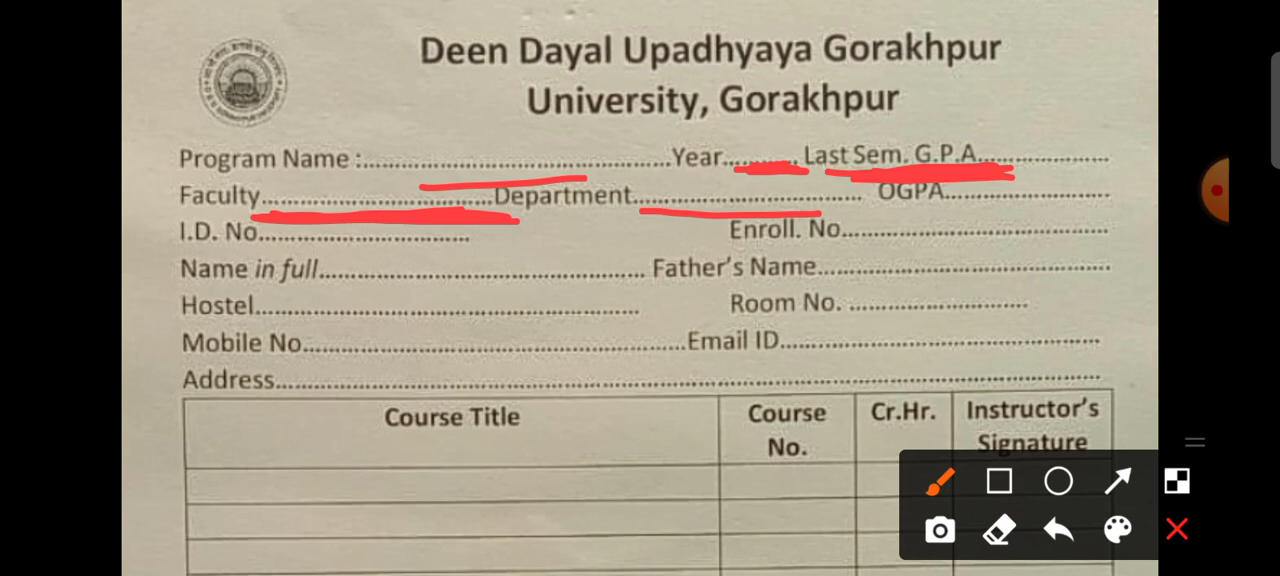 Deen Dayal Upadhyaya Gorakhpur
University, Gorakhpur
Program Name :.......................................................Year............. Last Sem. G.P.A.......................
Faculty..........................................Department......................................... OGPA.............................
I.D. No...................................... Enroll. No................................................
Name in full.......................................................... Father's Name.....................................................
Hostel..................................................................... Room No. ................................
Mobile No....................................................................Email ID.........................................................
Address...................................................................................................................................................
Course Title Course No. Cr.Hr. Instructor's Signature